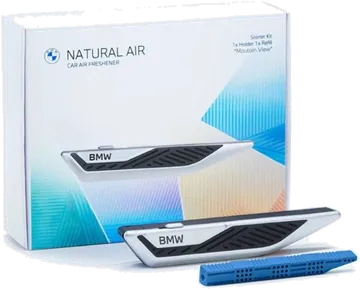 NATURAL AIR
CAR AIR FRESHENER
Starter Kit
1x Holder 1x Refill
"Mountain View"
BMW
BMW